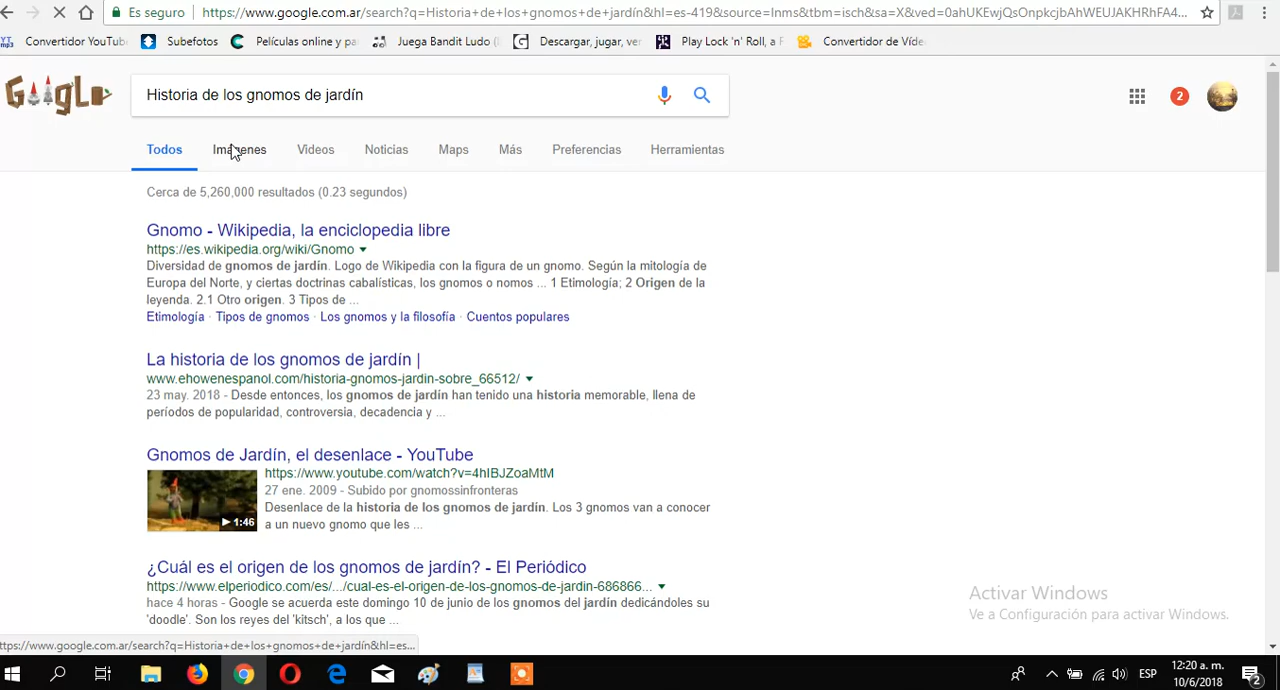 Es seguro
https://www.google.com.ar/search?q=Historia+de+los+gnomos+de+jardín&hl=es-419&source=lnms&tbm=isch&sa=X&ved=0ahUKEwjQsOnpkcjbAhWEUJAKHRhFA4...
Convertidor YouTub
Subefotos
Películas online y pa
Juega Bandit Ludo (
Descargar, jugar, ver
Play Lock 'n' Roll, a F
Convertidor de Víde
Historia de los gnomos de jardín
2
Todos
Imágenes
Videos
Noticias
Maps
Más
Preferencias
Herramientas
Cerca de 5,260,000 resultados (0.23 segundos)
Gnomo - Wikipedia, la enciclopedia libre
https://es.wikipedia.org/wiki/Gnomo
Diversidad de gnomos de jardín. Logo de Wikipedia con la figura de un gnomo. Según la mitología de
Europa del Norte, y ciertas doctrinas cabalísticas, los gnomos o nomos ... 1 Etimología; 2 Origen de la
leyenda. 2.1 Otro origen. 3 Tipos de ...
Etimología · Tipos de gnomos · Los gnomos y la filosofía · Cuentos populares
La historia de los gnomos de jardín |
www.ehowenespanol.com/historia-gnomos-jardin-sobre_66512/
23 may. 2018 - Desde entonces, los gnomos de jardín han tenido una historia memorable, llena de
períodos de popularidad, controversia, decadencia y ...
Gnomos de Jardín, el desenlace - YouTube
https://www.youtube.com/watch?v=4hIBJZoaMtM
27 ene. 2009 - Subido por gnomossinfronteras
Desenlace de la historia de los gnomos de jardín. Los 3 gnomos van a conocer
a un nuevo gnomo que les ...
1:46
¿Cuál es el origen de los gnomos de jardín? - El Periódico
https://www.elperiodico.com/es/.../cual-es-el-origen-de-los-gnomos-de-jardin-686866...
hace 4 horas - Google se acuerda este domingo 10 de junio de los gnomos del jardín dedicándoles su
'doodle'. Son los reyes del 'kitsch', a los que ...
Activar Windows
Ve a Configuración para activar Windows.
ttps://www.google.com.ar/search?q=Historia+de+los+gnomos+de+jardín&hl=es...
ESP
12:20 a. m.
10/6/2018
2